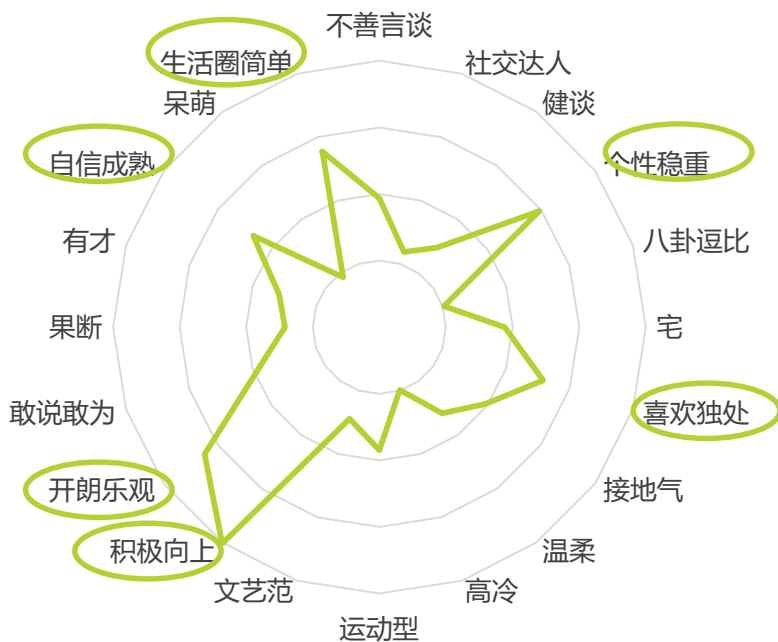 不善言谈
社交达人
健谈
个性稳重
八卦逗比
宅
喜欢独处
接地气
温柔
高冷
运动型
文艺范
积极向上
开朗乐观
敢说敢为
果断
有才
自信成熟
呆萌
生活圈简单